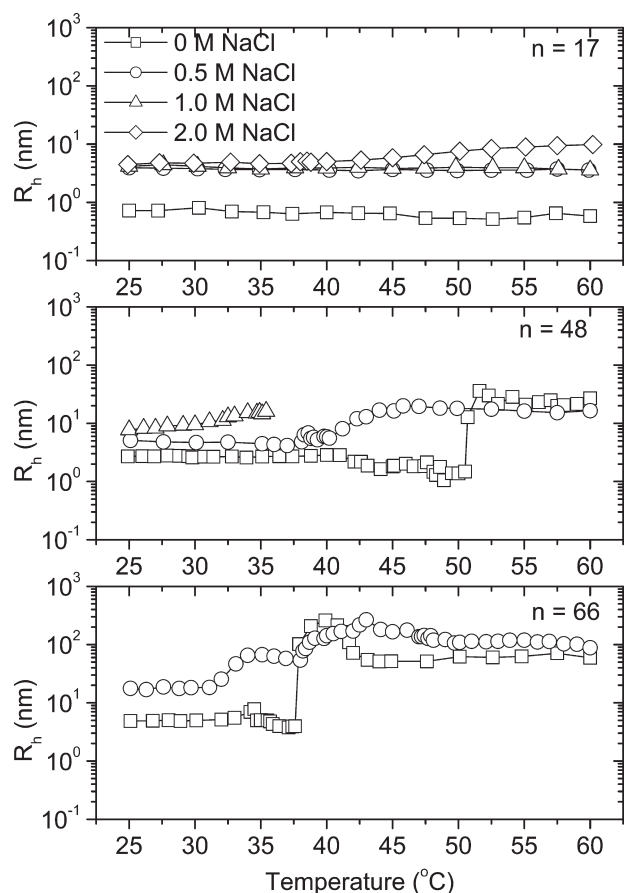 10³
10²
10¹
10⁰
10⁻¹
R_h (nm)
0 M NaCl
0.5 M NaCl
1.0 M NaCl
2.0 M NaCl
n = 17
25 30 35 40 45 50 55 60
10³
10²
10¹
10⁰
10⁻¹
R_h (nm)
n = 48
25 30 35 40 45 50 55 60
10³
10²
10¹
10⁰
10⁻¹
R_h (nm)
n = 66
25 30 35 40 45 50 55 60
Temperature (°C)